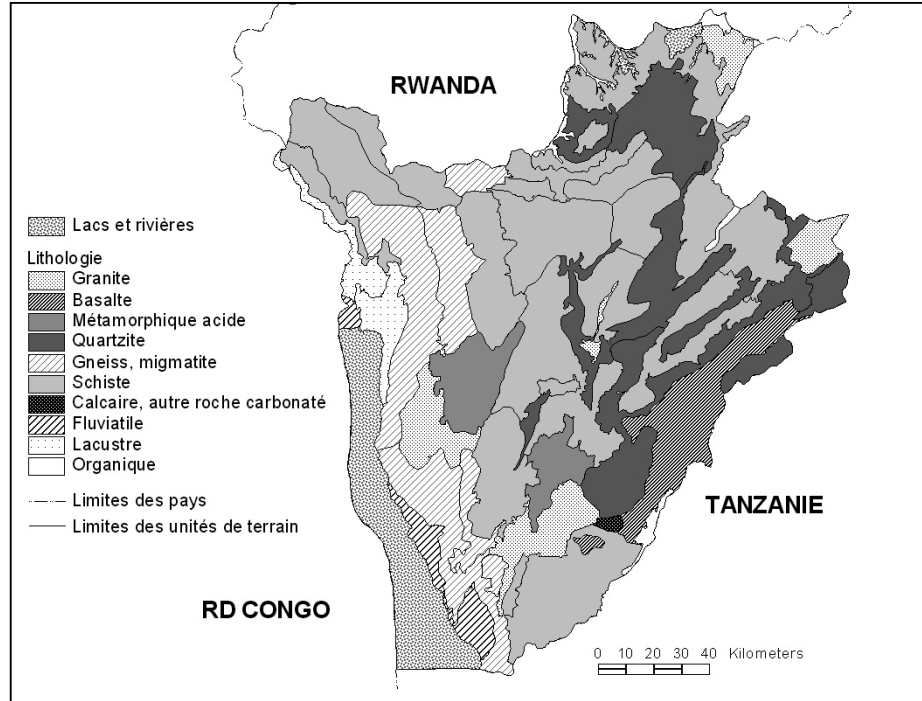 RWANDA
Lacs et rivières
Lithologie
Granite
Basalte
Métamorphique acide
Quartzite
Gneiss, migmatite
Schiste
Calcaire, autre roche carbonaté
Fluviatile
Lacustre
Organique
Limites des pays
Limites des unités de terrain
TANZANIE
RD CONGO
0 10 20 30 40 Kilometers